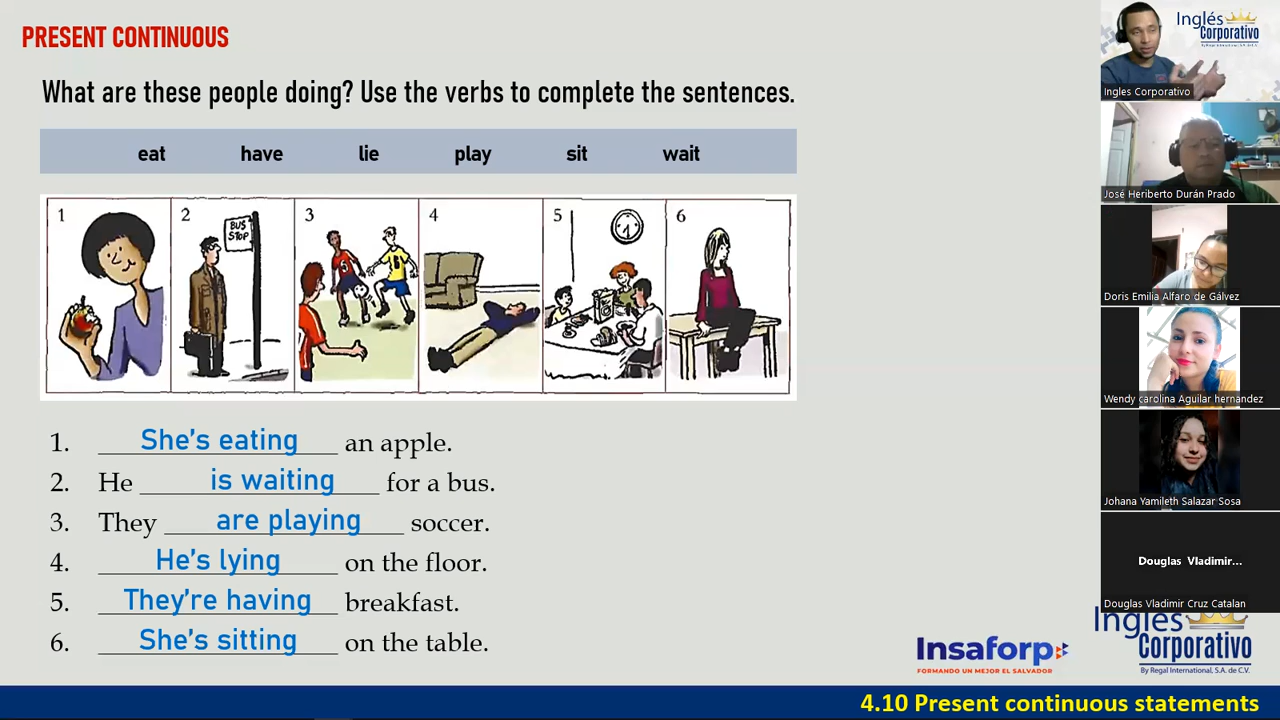 PRESENT CONTINUOUS
What are these people doing? Use the verbs to complete the sentences.
eat have lie play sit wait
1 2 3 4 5 6
BUS
STOP
1. She's eating an apple.
2. He is waiting for a bus.
3. They are playing soccer.
4. He's lying on the floor.
5. They're having breakfast.
6. She's sitting on the table.
Insaforp
FORMANDO UN MEJOR EL SALVADOR
Inglés
Corporativo
By Regal International, S.A. de C.V.
4.10 Present continuous statements
Inglés
Corporativo
By Regal International, S.A. de C.V.
Ingles Corporativo
José Heriberto Durán Prado
Doris Emilia Alfaro de Gálvez
Wendy carolina Aguilar hernandez
Johana Yamileth Salazar Sosa
Douglas Vladimir...
Douglas Vladimir Cruz Catalan